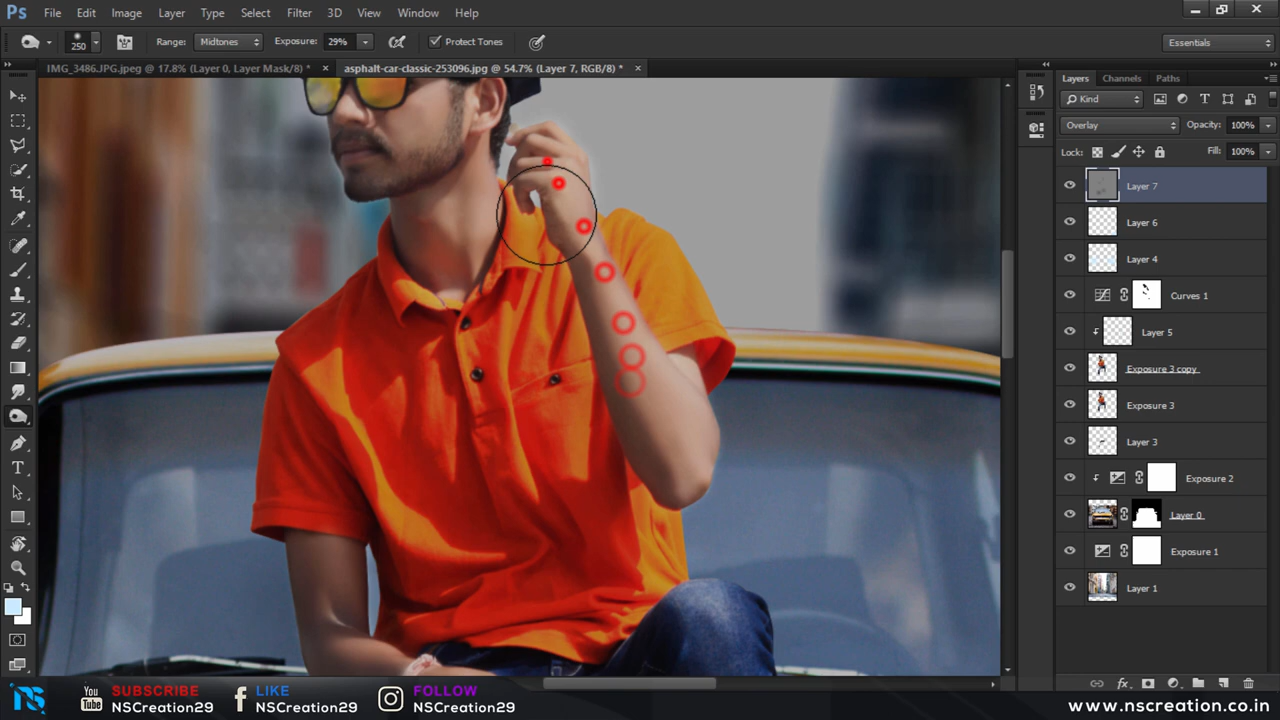 Ps File Edit Image Layer Type Select Filter 3D View Window Help
250 Range: Midtones Exposure: 29% Protect Tones Essentials
IMG_3486.JPG.jpeg @ 17.8% (Layer 0, Layer Mask/8) * × asphalt-car-classic-253096.jpg @ 54.7% (Layer 7, RGB/8) * ×
Layers Channels Paths
Kind
Overlay Opacity: 100%
Lock: Fill: 100%
Layer 7
Layer 6
Layer 4
Curves 1
Layer 5
Exposure 3 copy
Exposure 3
Layer 3
Exposure 2
Layer 0
Exposure 1
Layer 1
NS You Tube SUBSCRIBE NSCreation29 LIKE NSCreation29 FOLLOW NSCreation29 www.nscreation.co.in